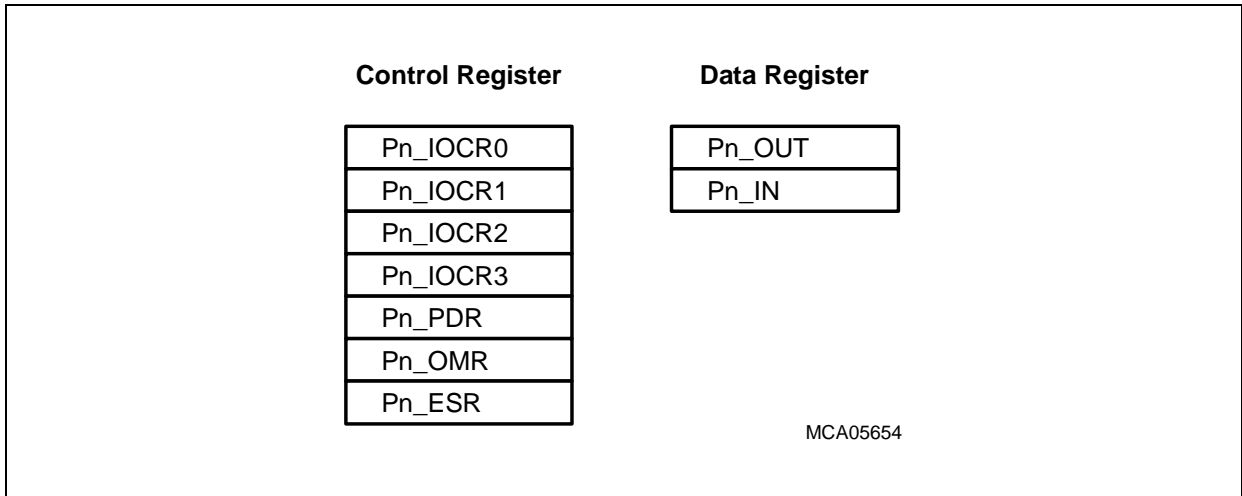 Control Register
Data Register
Pn_IOCR0
Pn_IOCR1
Pn_IOCR2
Pn_IOCR3
Pn_PDR
Pn_OMR
Pn_ESR
Pn_OUT
Pn_IN
MCA05654